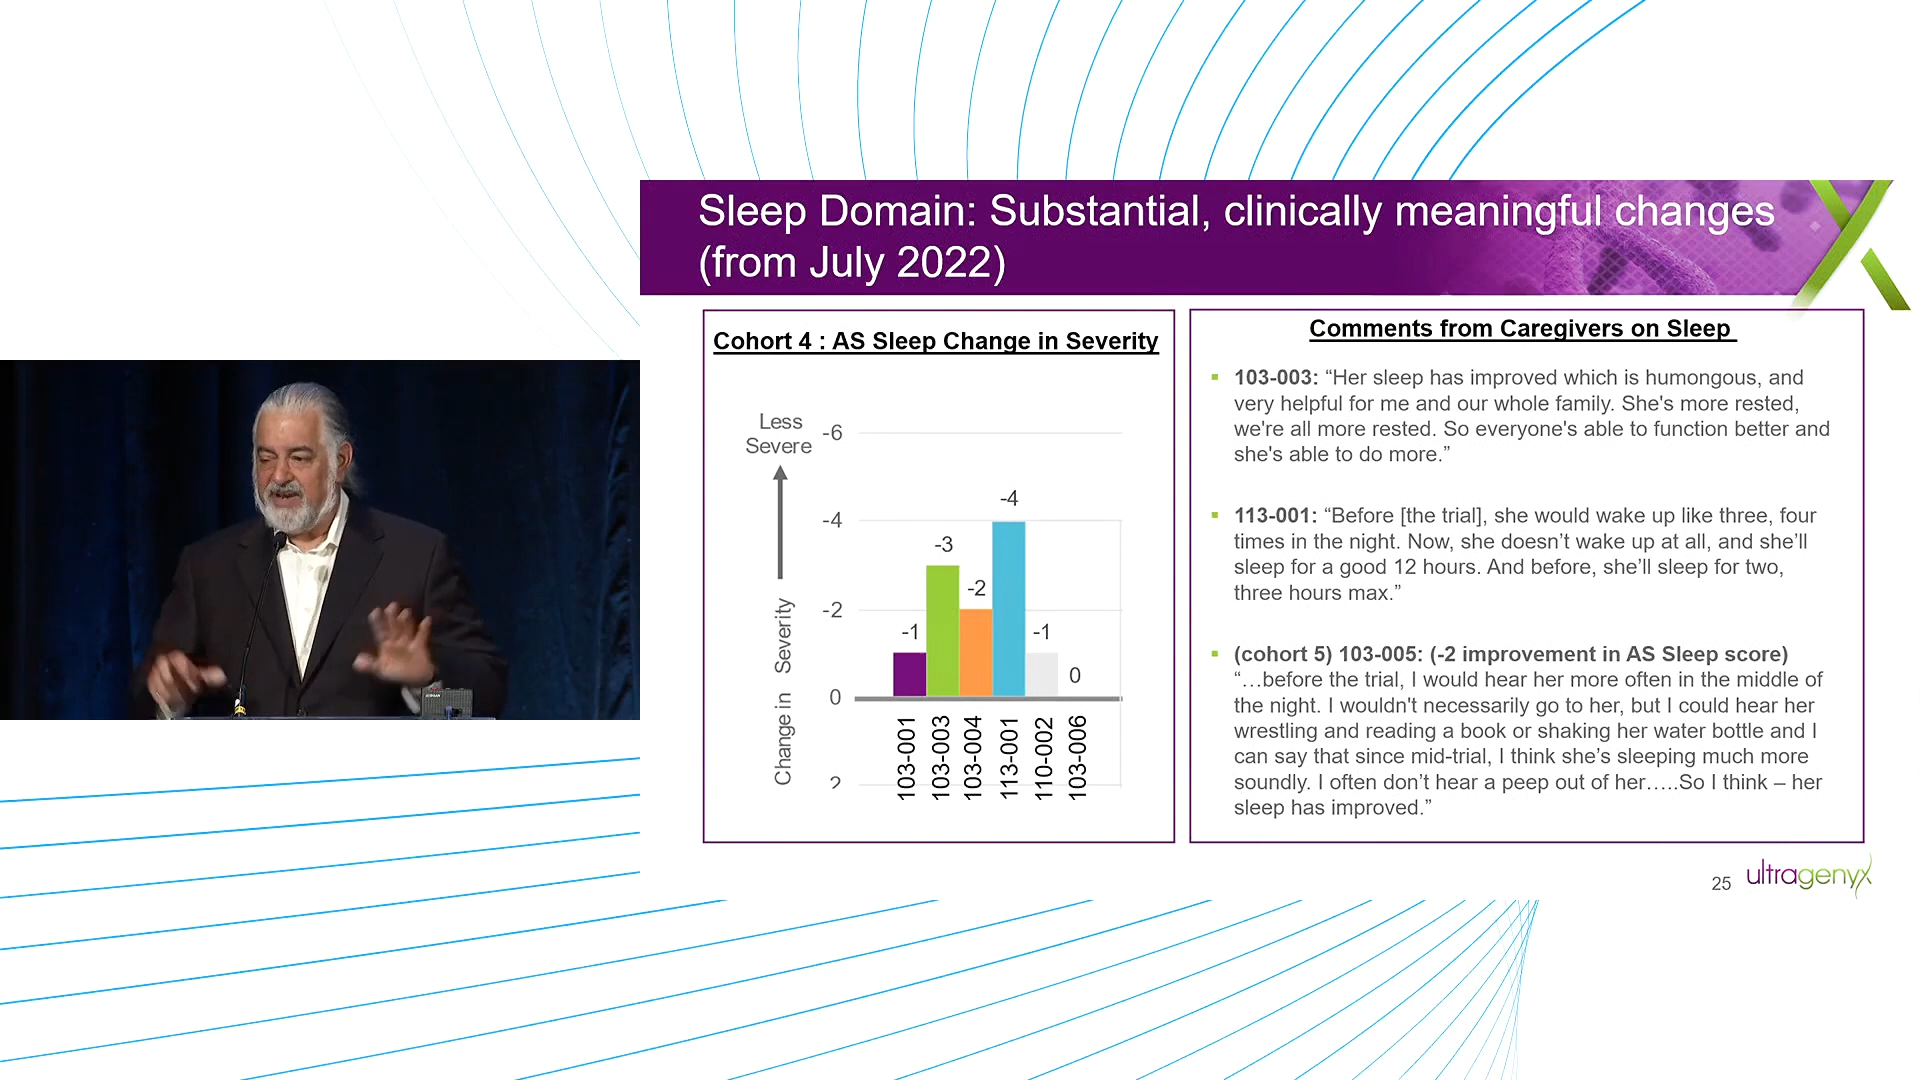 Sleep Domain: Substantial, clinically meaningful changes
(from July 2022)
Cohort 4 : AS Sleep Change in Severity
Less
Severe
Change in Severity
-6
-4
-2
0
2
-1
-3
-2
-4
-1
0
103-001
103-003
103-004
113-001
110-002
103-006
Comments from Caregivers on Sleep
103-003: “Her sleep has improved which is humongous, and
very helpful for me and our whole family. She's more rested,
we're all more rested. So everyone's able to function better and
she's able to do more.”
113-001: “Before [the trial], she would wake up like three, four
times in the night. Now, she doesn’t wake up at all, and she’ll
sleep for a good 12 hours. And before, she’ll sleep for two,
three hours max.”
(cohort 5) 103-005: (-2 improvement in AS Sleep score)
“…before the trial, I would hear her more often in the middle of
the night. I wouldn't necessarily go to her, but I could hear her
wrestling and reading a book or shaking her water bottle and I
can say that since mid-trial, I think she’s sleeping much more
soundly. I often don’t hear a peep out of her…..So I think – her
sleep has improved.”
25
ultragenyx